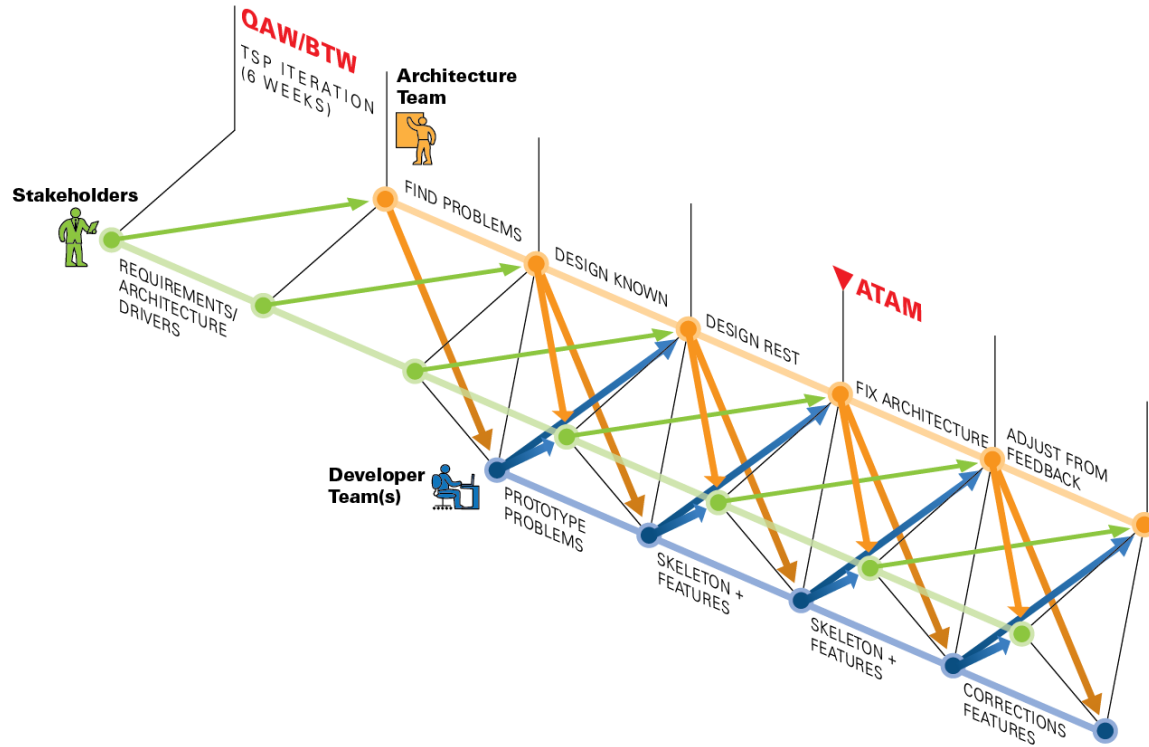 QAW/BTW
TSP ITERATION
(6 WEEKS)
Architecture
Team
Stakeholders
FIND PROBLEMS
REQUIREMENTS/
ARCHITECTURE
DRIVERS
DESIGN KNOWN
DESIGN REST
ATAM
FIX ARCHITECTURE
ADJUST FROM
FEEDBACK
Developer
Team(s)
PROTOTYPE
PROBLEMS
SKELETON +
FEATURES
SKELETON +
FEATURES
CORRECTIONS
FEATURES